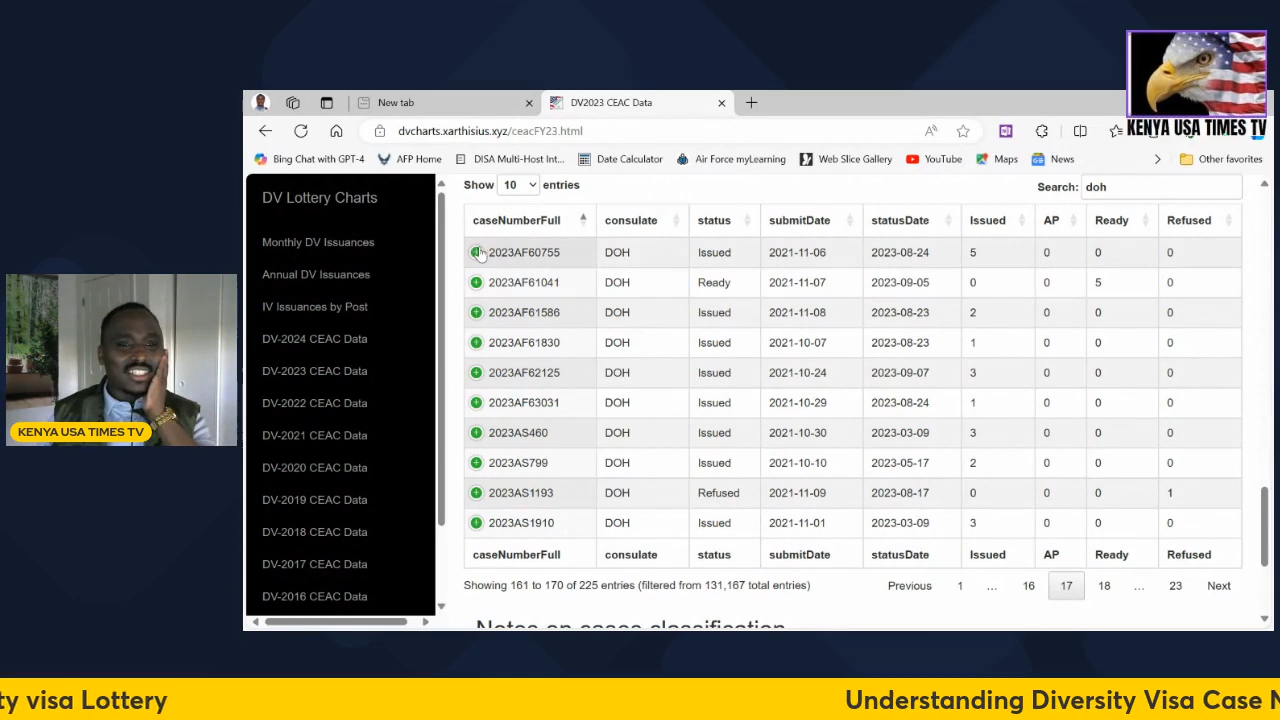 New tab
DV2023 CEAC Data
dvcharts.xarthisius.xyz/ceacFY23.html
KENYA USA TIMES TV
Bing Chat with GPT-4 AFP Home DISA Multi-Host Int... Date Calculator Air Force myLearning Web Slice Gallery YouTube Maps News Other favorites
DV Lottery Charts
Monthly DV Issuances
Annual DV Issuances
IV Issuances by Post
DV-2024 CEAC Data
DV-2023 CEAC Data
DV-2022 CEAC Data
DV-2021 CEAC Data
DV-2020 CEAC Data
DV-2019 CEAC Data
DV-2018 CEAC Data
DV-2017 CEAC Data
DV-2016 CEAC Data
Show 10 entries Search: doh
caseNumberFull consulate status submitDate statusDate Issued AP Ready Refused
2023AF60755 DOH Issued 2021-11-06 2023-08-24 5 0 0 0
2023AF61041 DOH Ready 2021-11-07 2023-09-05 0 0 5 0
2023AF61586 DOH Issued 2021-11-08 2023-08-23 2 0 0 0
2023AF61830 DOH Issued 2021-10-07 2023-08-23 1 0 0 0
2023AF62125 DOH Issued 2021-10-24 2023-09-07 3 0 0 0
2023AF63031 DOH Issued 2021-10-29 2023-08-24 1 0 0 0
2023AS460 DOH Issued 2021-10-30 2023-03-09 3 0 0 0
2023AS799 DOH Issued 2021-10-10 2023-05-17 2 0 0 0
2023AS1193 DOH Refused 2021-11-09 2023-08-17 0 0 0 1
2023AS1910 DOH Issued 2021-11-01 2023-03-09 3 0 0 0
caseNumberFull consulate status submitDate statusDate Issued AP Ready Refused
Showing 161 to 170 of 225 entries (filtered from 131,167 total entries) Previous 1 ... 16 17 18 ... 23 Next
Notes on cases classification
KENYA USA TIMES TV
ty visa Lottery
Understanding Diversity Visa Case N